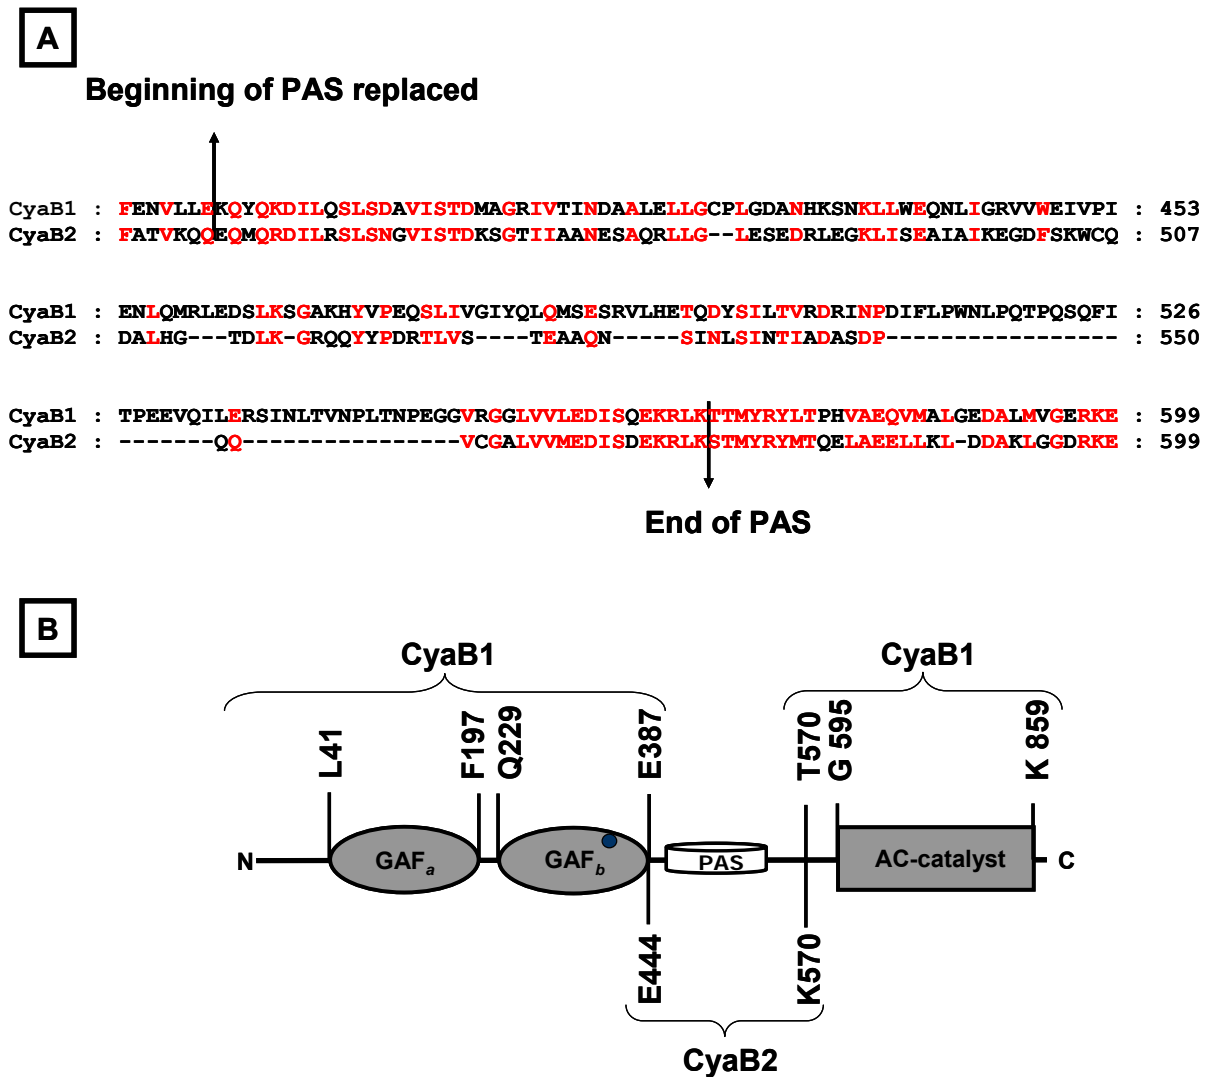 A
Beginning of PAS replaced
CyaB1 : FENVLLEKQYQKDILQSLSDAVISTDMAGRIVTINDAALELLGCPLGDANHKSNKLLWEQNLIGRVVWEIVPI : 453
CyaB2 : FATVKQQEQMQRDILRSLSNGVISTDKSGTIIAANESAQRLLG--LESEDRLEGKLISEAIAIKEGDFSKWCQ : 507
CyaB1 : ENLQMRLEDSLKSGAKHYVPEQSLIVGIYQLQMSESRVLHETQDYSILTVRDRINPDIFLPWNLPQTPQSQFI : 526
CyaB2 : DALHG---TDLK-GRQQYYPDRTLVS----TEAAQN-----SINLSINTIADASDP----------------- : 550
CyaB1 : TPEEVQILERSINLTVNPLTNPEGGVRGGLVVLEDISQEKRLKTTMYRYLTPHVAEQVMALGEDALMVGERKE : 599
CyaB2 : -------QQ----------------VCGALVVMEDISDEKRLKSTMYRYMTQELAEELLKL-DDAKLGGDRKE : 599
End of PAS
B
CyaB1 CyaB1
L41 F197 Q229 E387 T570 G 595 K 859
N GAFa GAFb PAS AC-catalyst C
E444 K570
CyaB2